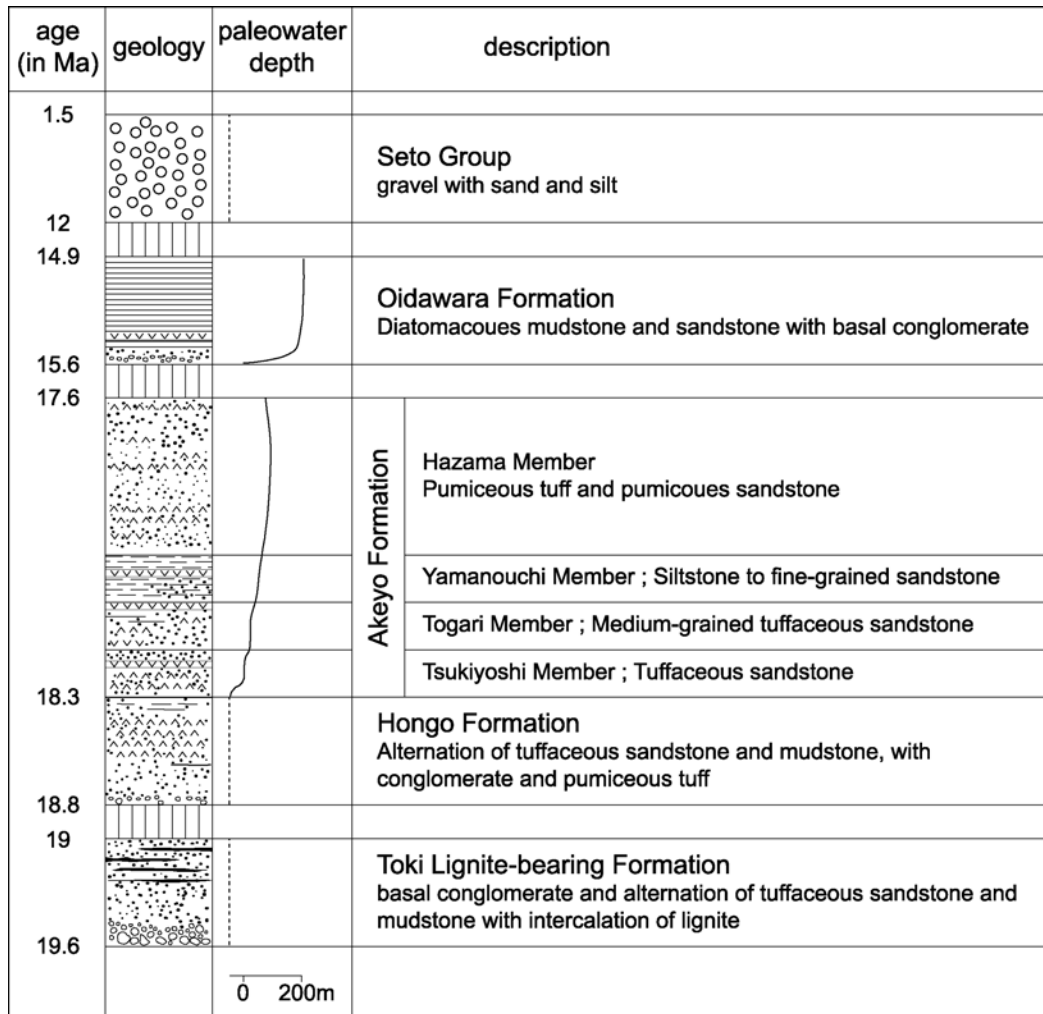 age
(in Ma)
geology
paleowater
depth
description
1.5
Seto Group
gravel with sand and silt
12
14.9
Oidawara Formation
Diatomacoues mudstone and sandstone with basal conglomerate
15.6
17.6
Akeyo Formation
Hazama Member
Pumiceous tuff and pumicoues sandstone
Yamanouchi Member ; Siltstone to fine-grained sandstone
Togari Member ; Medium-grained tuffaceous sandstone
Tsukiyoshi Member ; Tuffaceous sandstone
18.3
Hongo Formation
Alternation of tuffaceous sandstone and mudstone, with
conglomerate and pumiceous tuff
18.8
19
Toki Lignite-bearing Formation
basal conglomerate and alternation of tuffaceous sandstone and
mudstone with intercalation of lignite
19.6
0 200m